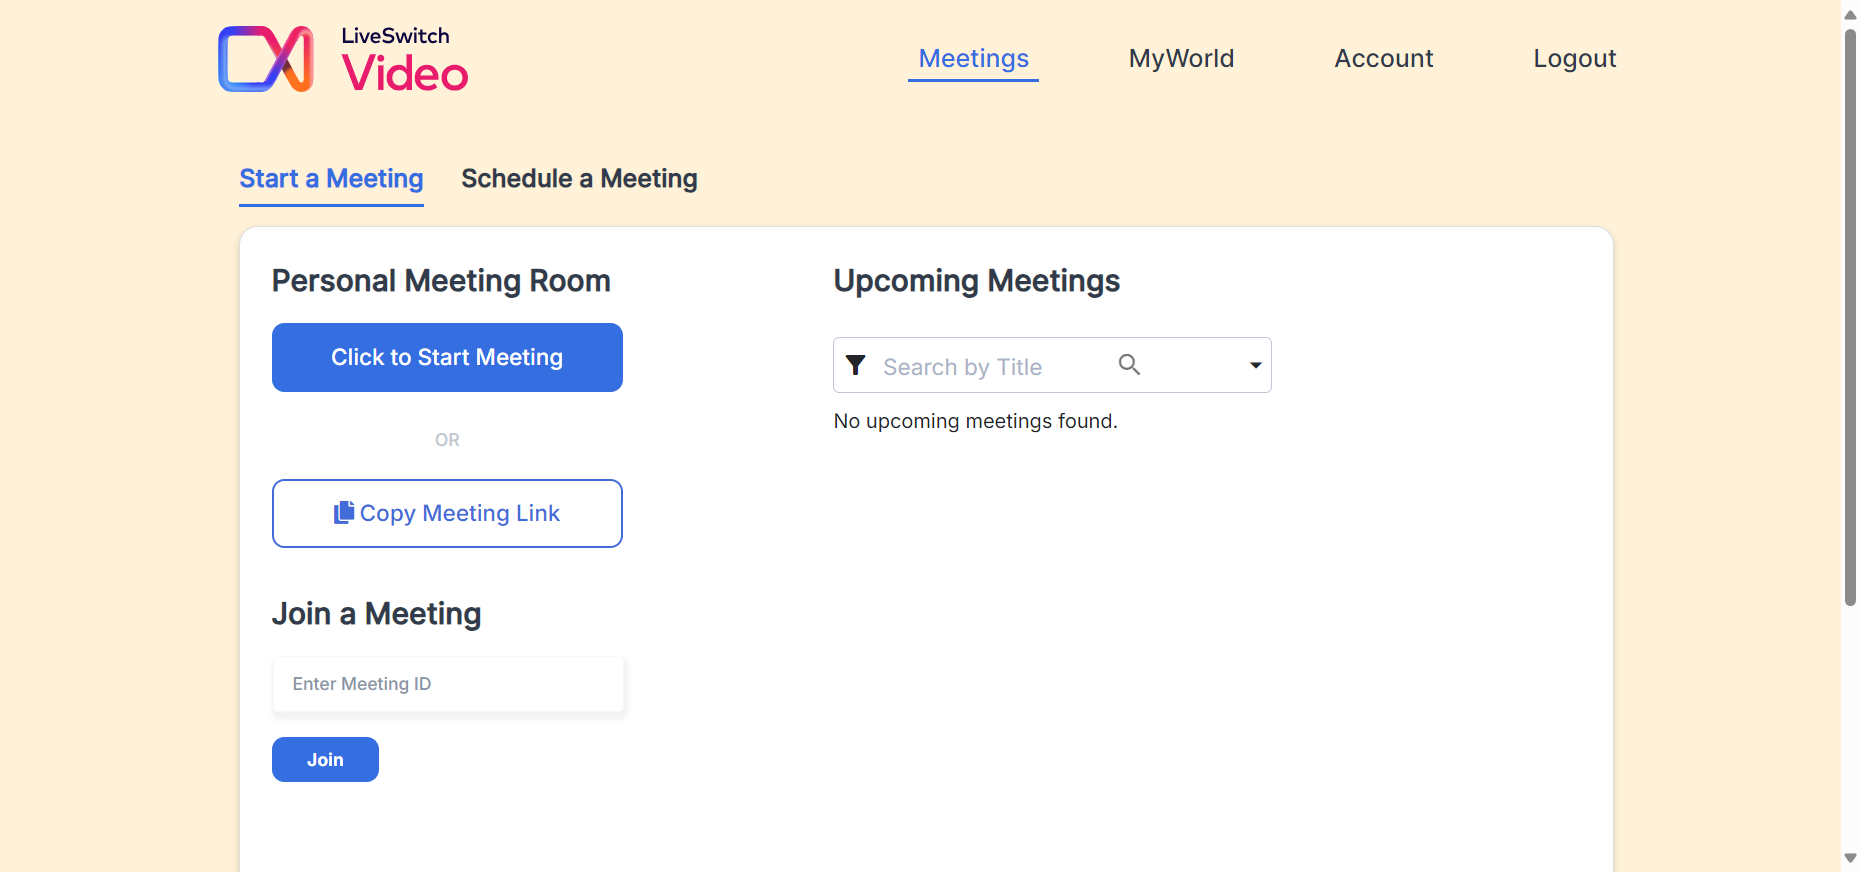 LiveSwitch
Video
Meetings
MyWorld
Account
Logout
Start a Meeting
Schedule a Meeting
Personal Meeting Room
Click to Start Meeting
OR
Copy Meeting Link
Join a Meeting
Enter Meeting ID
Join
Upcoming Meetings
Search by Title
No upcoming meetings found.